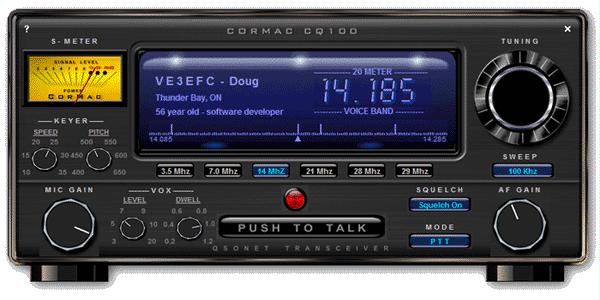 ? CORMAC CQ100 ×
S-METER
SIGNAL LEVEL
POWER
CORMAC
VE3EFC - Doug
Thunder Bay, ON
56 year old - software developer
20 METER
14.185
VOICE BAND
14.085 14.285
TUNING
KEYER
SPEED PITCH
20 25 500 550
15 30 450 600
10 35 400 650
3.5 Mhz 7.0 Mhz 14 MhZ 21 Mhz 28 Mhz 29 Mhz
SWEEP
100 Khz
MIC GAIN
VOX
LEVEL DWELL
7 9 0.6 0.8
5 12 0.4 1.2
3 20 0.2 2.0
PUSH TO TALK
QSONET TRANSCEIVER
SQUELCH
Squelch On
MODE
PTT
AF GAIN